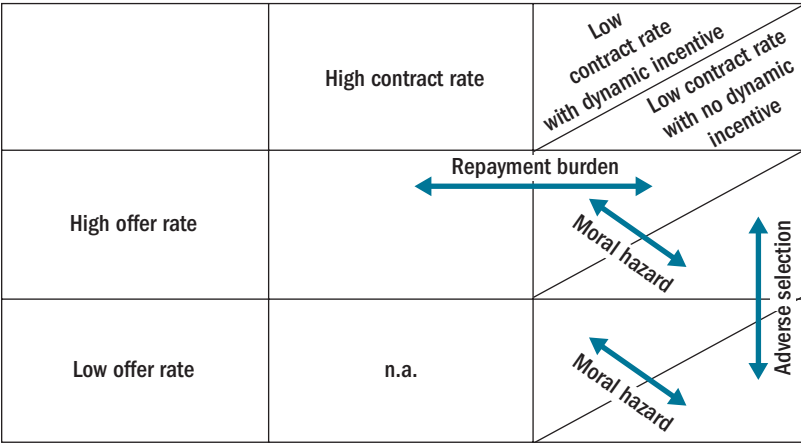 High contract rate
Low
contract rate
with dynamic incentive
Low contract rate
with no dynamic
incentive
High offer rate
Repayment burden
Moral hazard
Adverse selection
Low offer rate
n.a.
Moral hazard